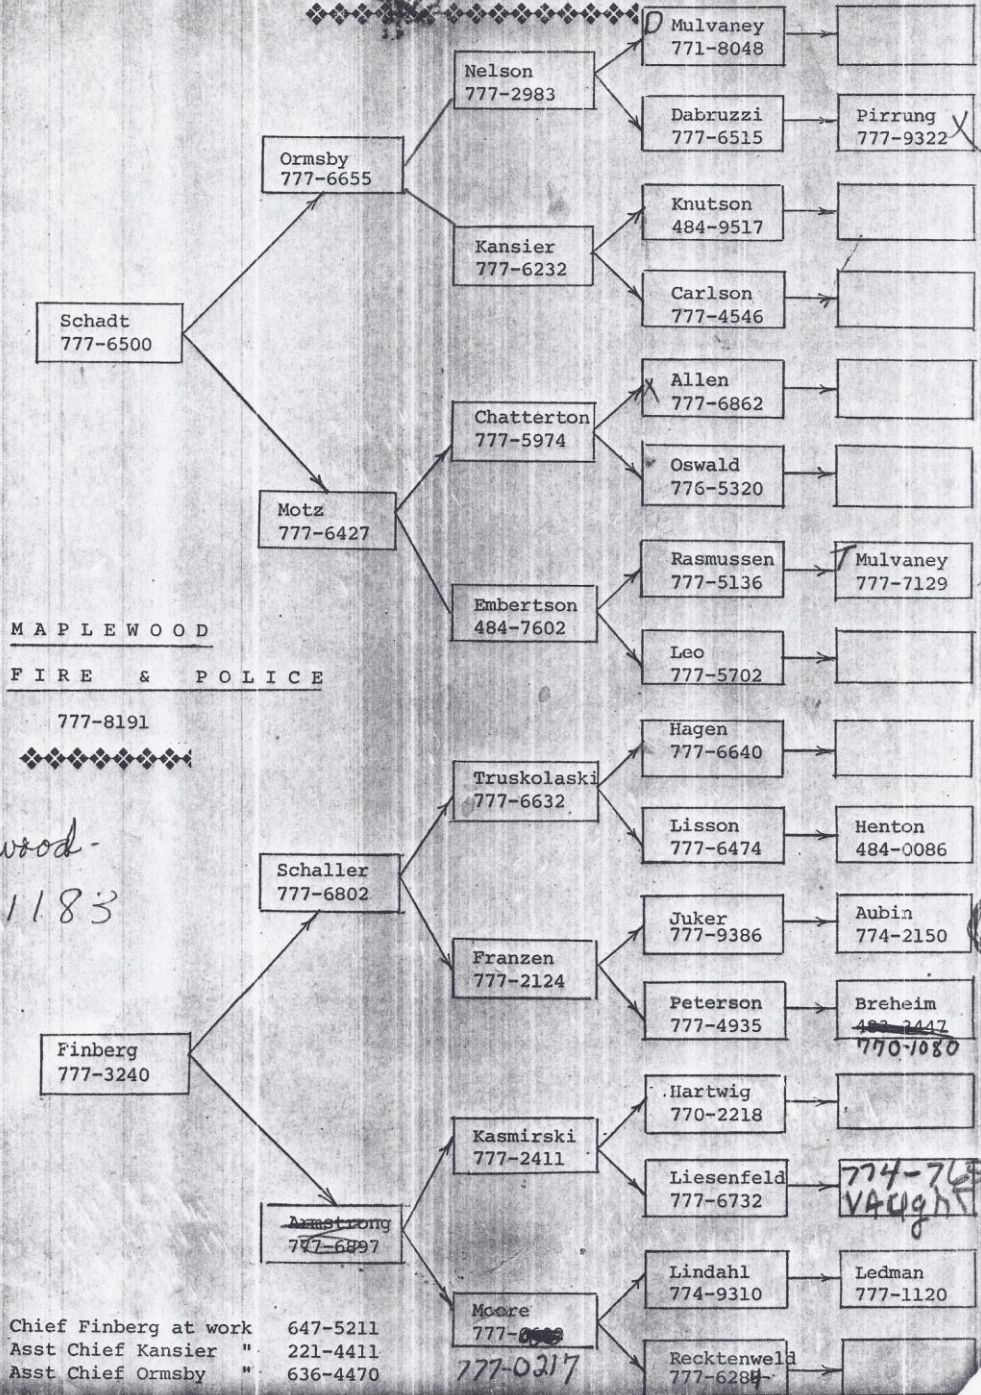 Schadt
777-6500
Ormsby
777-6655
Motz
777-6427
Nelson
777-2983
Kansier
777-6232
Chatterton
777-5974
Embertson
484-7602
D Mulvaney
771-8048
Dabruzzi
777-6515
Pirrung
777-9322 X
Knutson
484-9517
Carlson
777-4546
X Allen
777-6862
Oswald
776-5320
Rasmussen
777-5136
T Mulvaney
777-7129
Leo
777-5702
MAPLEWOOD
FIRE & POLICE
777-8191
wood-
1183
Finberg
777-3240
Schaller
777-6802
Armstrong
777-6897
Truskolaski
777-6632
Franzen
777-2124
Kasmirski
777-2411
Moore
777-
777-0217
Hagen
777-6640
Lisson
777-6474
Henton
484-0086
Juker
777-9386
Aubin
774-2150
Peterson
777-4935
Breheim
770-1080
Hartwig
770-2218
Liesenfeld
777-6732
VAughT
Lindahl
774-9310
Ledman
777-1120
Recktenweld
Chief Finberg at work 647-5211
Asst Chief Kansier " 221-4411
Asst Chief Ormsby " 636-4470